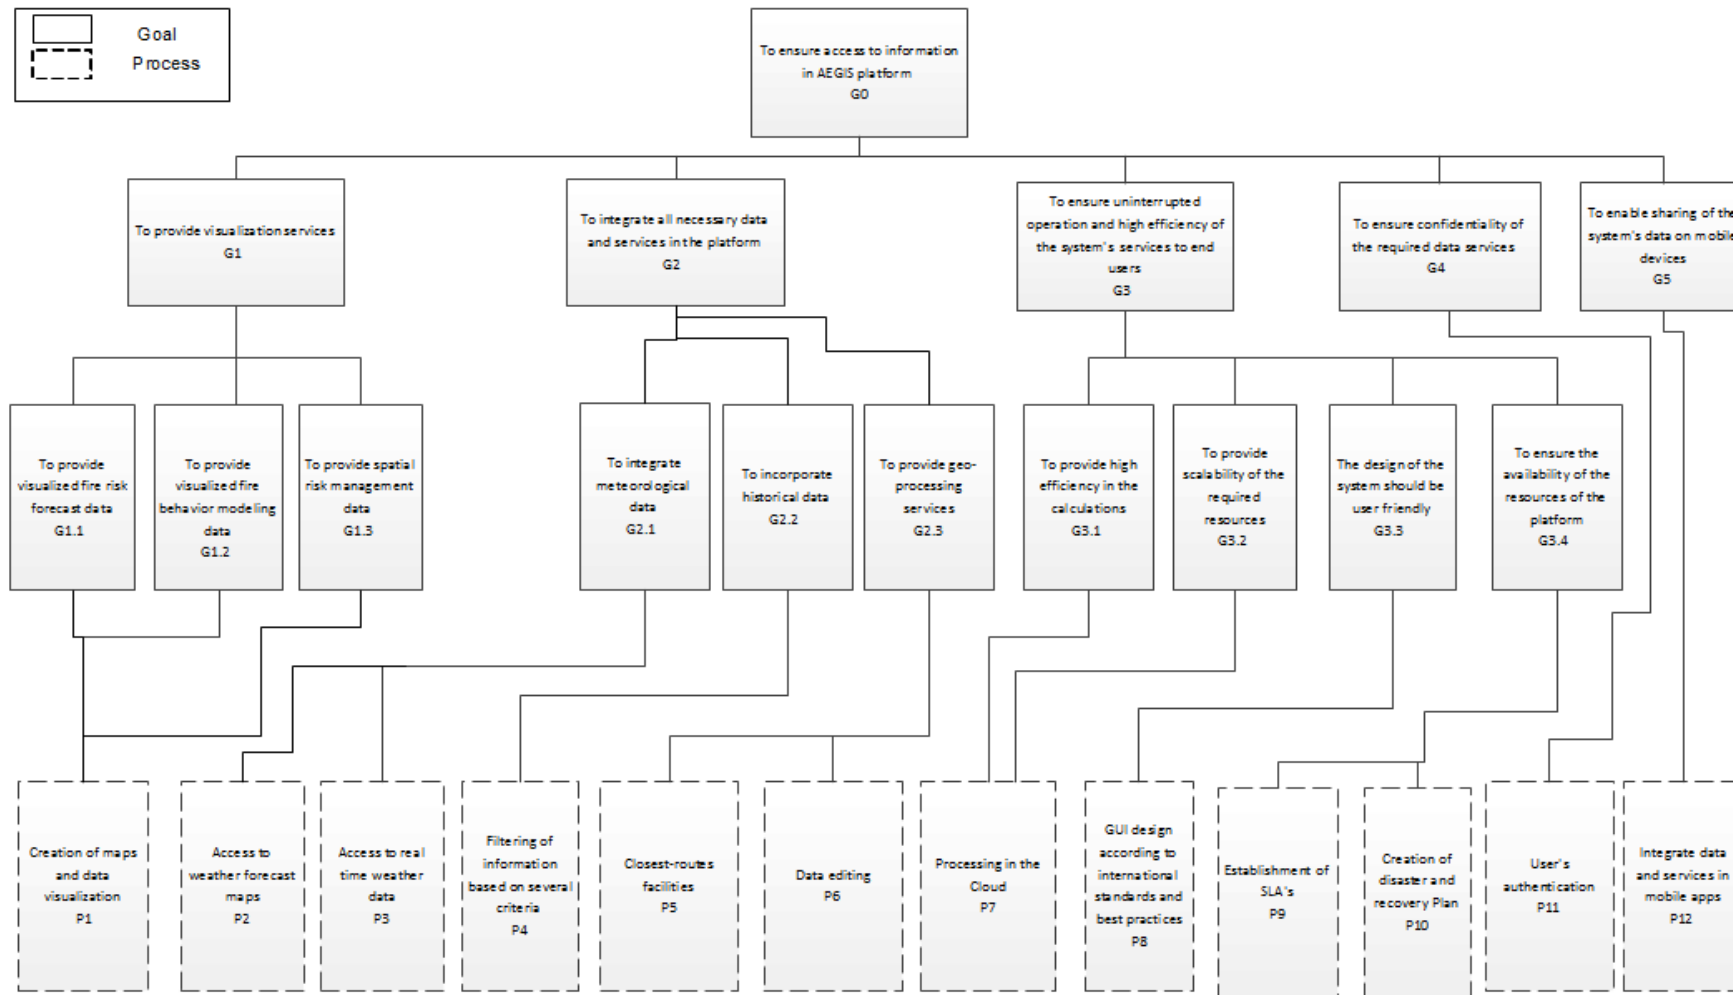 Goal
Process
To ensure access to information
in AEGIS platform
G0
To provide visualization services
G1
To integrate all necessary data
and services in the platform
G2
To ensure uninterrupted
operation and high efficiency of
the system's services to end
users
G3
To ensure confidentiality of
the required data services
G4
To enable sharing of the
system's data on mobile
devices
G5
To provide
visualized fire risk
forecast data
G1.1
To provide
visualized fire
behavior modeling
data
G1.2
To provide spatial
risk management
data
G1.3
To integrate
meteorological
data
G2.1
To incorporate
historical data
G2.2
To provide geo-
processing
services
G2.3
To provide high
efficiency in the
calculations
G3.1
To provide
scalability of the
required
resources
G3.2
The design of the
system should be
user friendly
G3.3
To ensure the
availability of the
resources of the
platform
G3.4
Creation of maps
and data
visualization
P1
Access to
weather forecast
maps
P2
Access to real
time weather
data
P3
Filtering of
information
based on several
criteria
P4
Closest-routes
facilities
P5
Data editing
P6
Processing in the
Cloud
P7
GUI design
according to
international
standards and
best practices
P8
Establishment of
SLA's
P9
Creation of
disaster and
recovery Plan
P10
User's
authentication
P11
Integrate data
and services in
mobile apps
P12